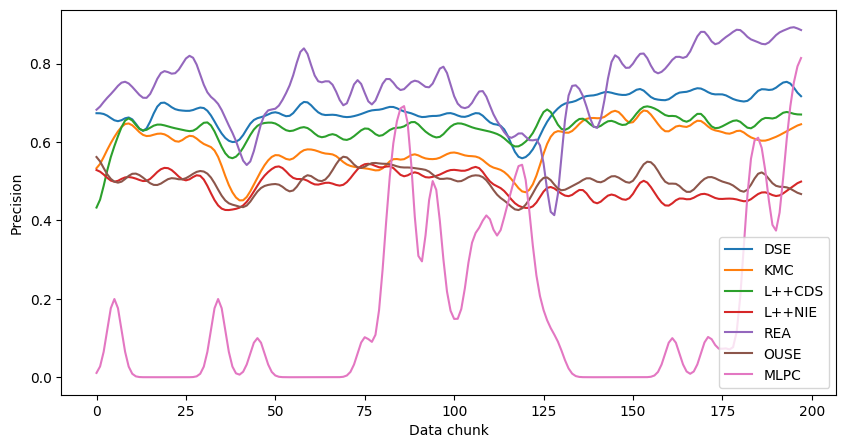 Precision
0.8
0.6
0.4
0.2
0.0
0
25
50
75
100
125
150
175
200
Data chunk
DSE
KMC
L++CDS
L++NIE
REA
OUSE
MLPC